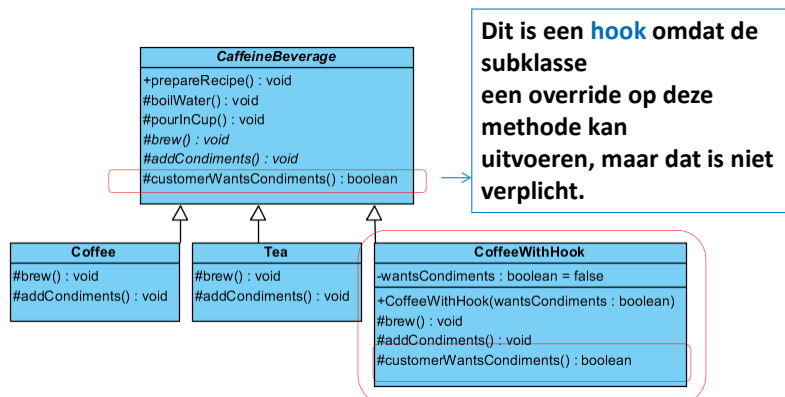 Dit is een hook omdat de
subklasse
een override op deze
methode kan
uitvoeren, maar dat is niet
verplicht.
CaffeineBeverage
+prepareRecipe() : void
#boilWater() : void
#pourInCup() : void
#brew() : void
#addCondiments() : void
#customerWantsCondiments() : boolean
Coffee
#brew() : void
#addCondiments() : void
Tea
#brew() : void
#addCondiments() : void
CoffeeWithHook
-wantsCondiments : boolean = false
+CoffeeWithHook(wantsCondiments : boolean)
#brew() : void
#addCondiments() : void
#customerWantsCondiments() : boolean